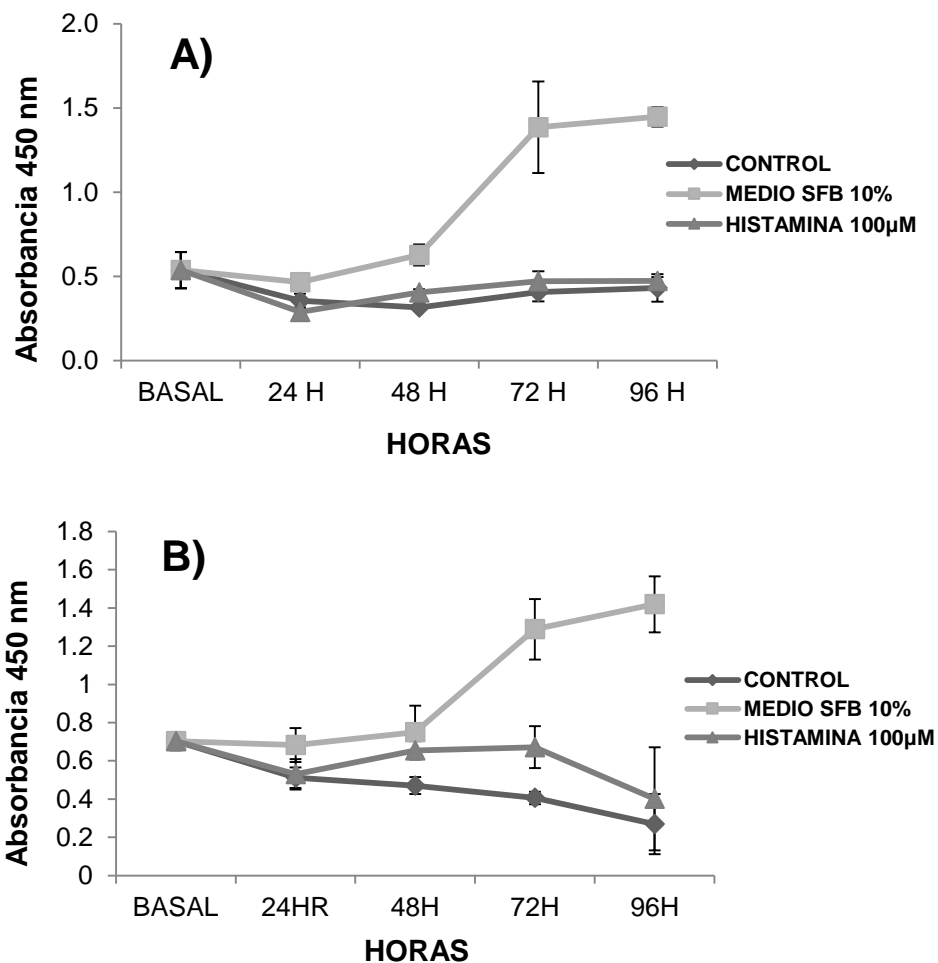 A)
Absorbancia 450 nm
2.0
1.5
1.0
0.5
0.0
BASAL 24 H 48 H 72 H 96 H
HORAS
CONTROL
MEDIO SFB 10%
HISTAMINA 100µM
B)
Absorbancia 450 nm
1.8
1.6
1.4
1.2
1
0.8
0.6
0.4
0.2
0
BASAL 24HR 48H 72H 96H
HORAS
CONTROL
MEDIO SFB 10%
HISTAMINA 100µM